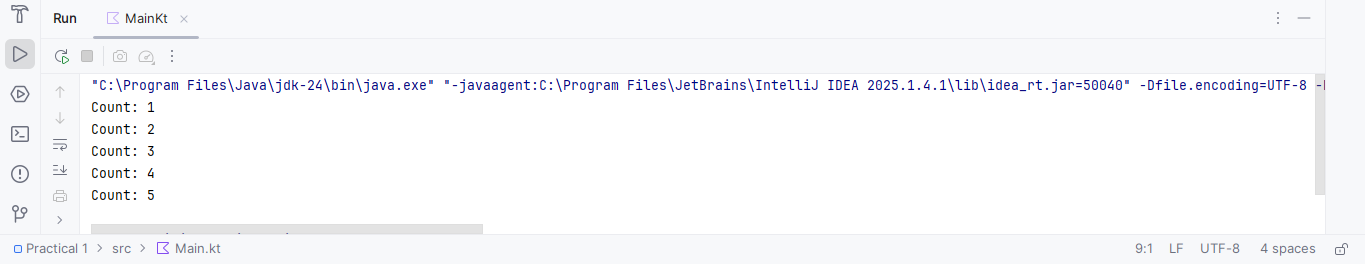 Run MainKt
"C:\Program Files\Java\jdk-24\bin\java.exe" "-javaagent:C:\Program Files\JetBrains\IntelliJ IDEA 2025.1.4.1\lib\idea_rt.jar=50040" -Dfile.encoding=UTF-8
Count: 1
Count: 2
Count: 3
Count: 4
Count: 5
Practical 1 > src > Main.kt 9:1 LF UTF-8 4 spaces